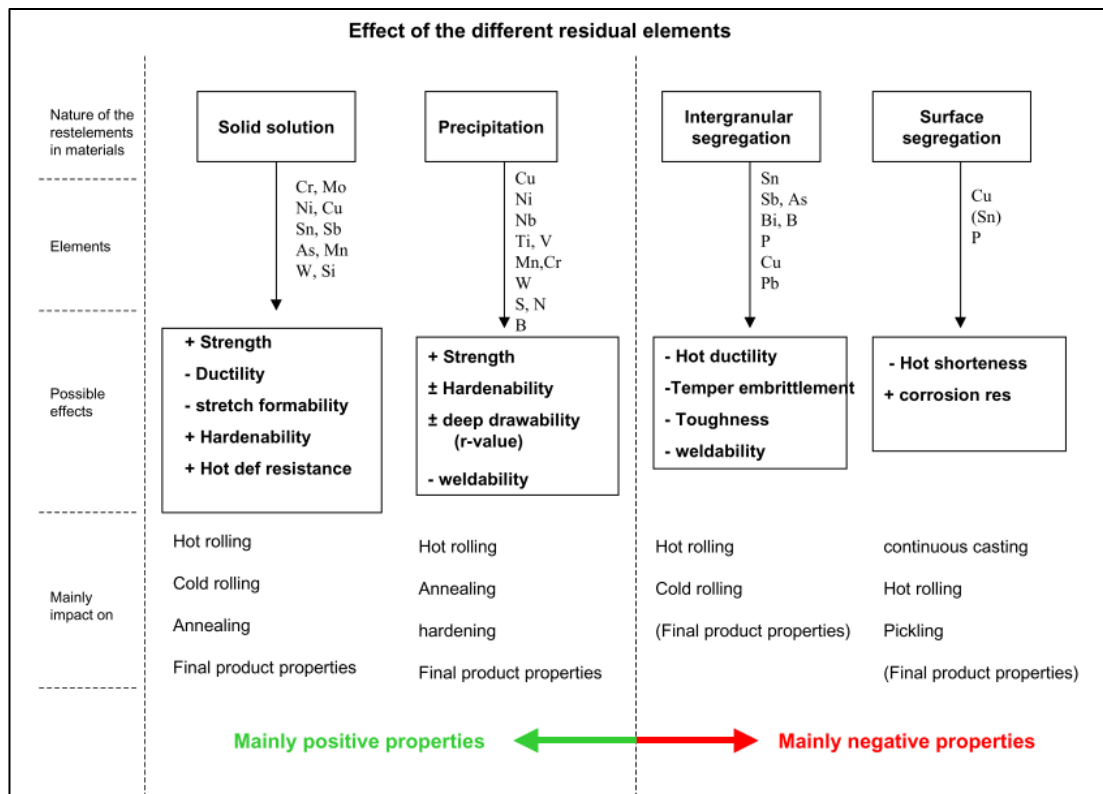 Effect of the different residual elements
Nature of the
restelements
in materials
Solid solution
Precipitation
Intergranular
segregation
Surface
segregation
Elements
Cr, Mo
Ni, Cu
Sn, Sb
As, Mn
W, Si
Cu
Ni
Nb
Ti, V
Mn,Cr
W
S, N
B
Sn
Sb, As
Bi, B
P
Cu
Pb
Cu
(Sn)
P
Possible
effects
+ Strength
- Ductility
- stretch formability
+ Hardenability
+ Hot def resistance
+ Strength
± Hardenability
± deep drawability
(r-value)
- weldability
- Hot ductility
-Temper embrittlement
- Toughness
- weldability
- Hot shorteness
+ corrosion res
Mainly
impact on
Hot rolling
Cold rolling
Annealing
Final product properties
Hot rolling
Annealing
hardening
Final product properties
Hot rolling
Cold rolling
(Final product properties)
continuous casting
Hot rolling
Pickling
(Final product properties)
Mainly positive properties
Mainly negative properties